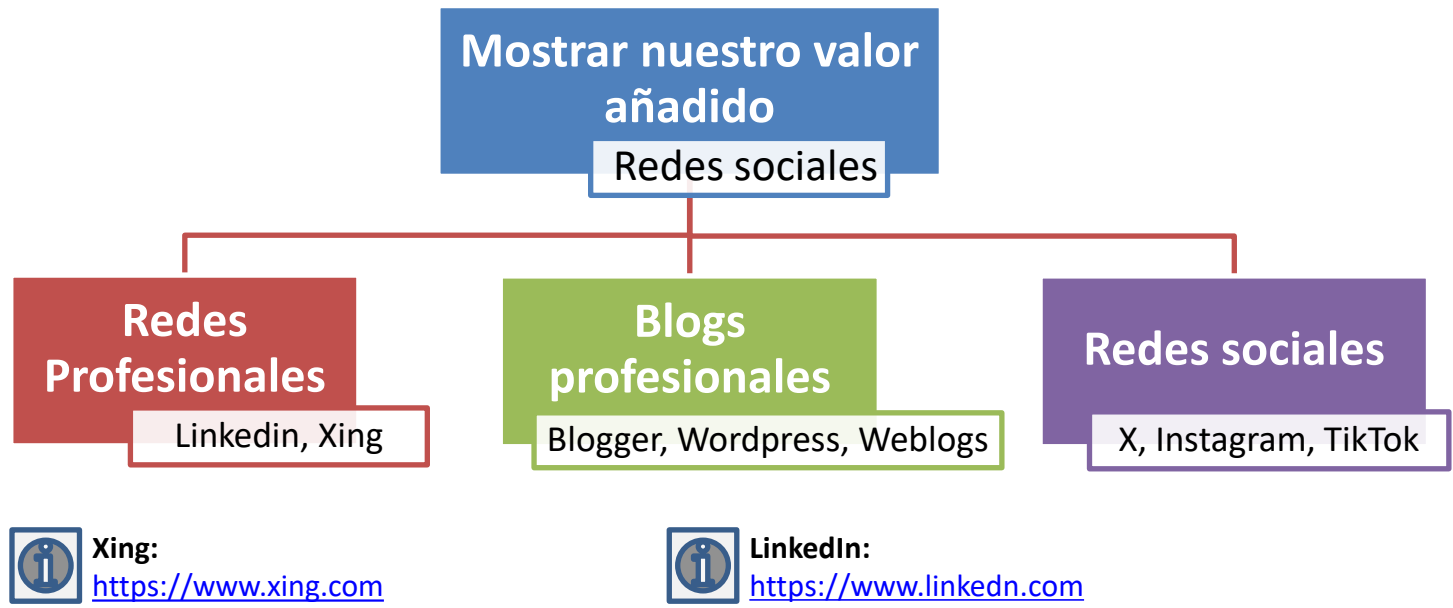 Mostrar nuestro valor
añadido
Redes sociales
Redes
Profesionales
Linkedin, Xing
Blogs
profesionales
Blogger, Wordpress, Weblogs
Redes sociales
X, Instagram, TikTok
Xing:
https://www.xing.com
LinkedIn:
https://www.linkedn.com